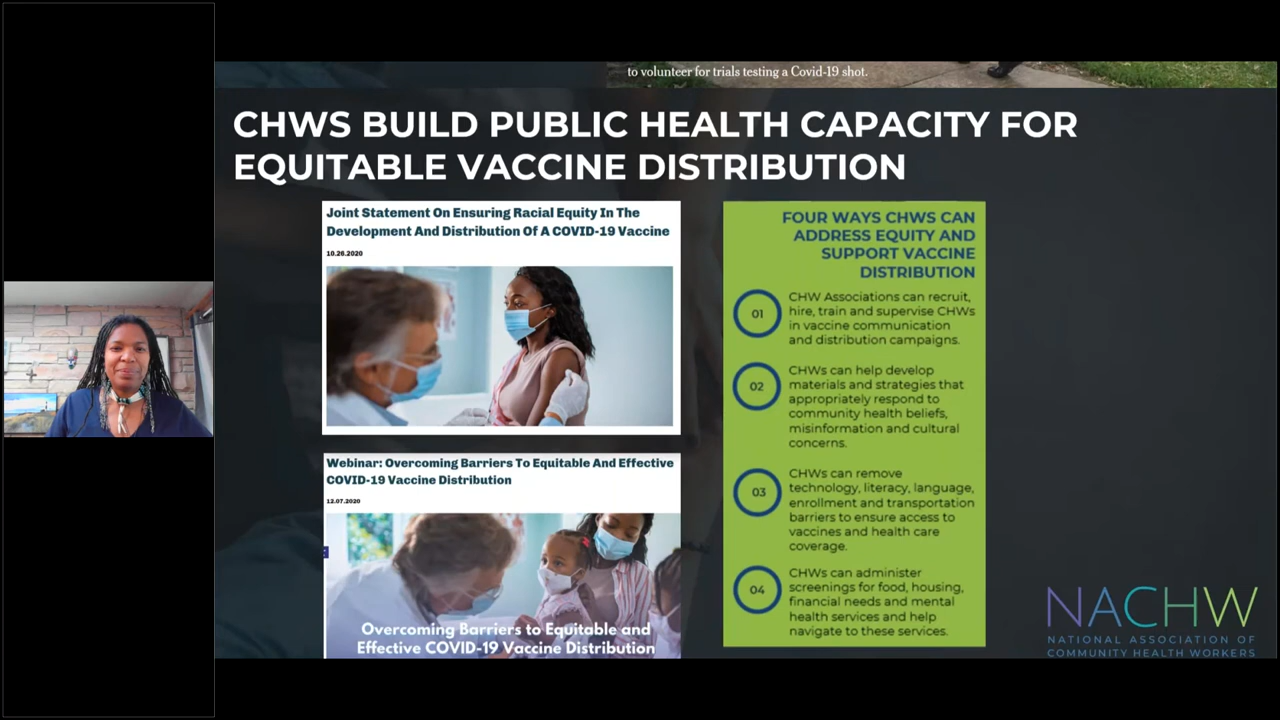 to volunteer for trials testing a Covid-19 shot.
CHWS BUILD PUBLIC HEALTH CAPACITY FOR
EQUITABLE VACCINE DISTRIBUTION
Joint Statement On Ensuring Racial Equity In The
Development And Distribution Of A COVID-19 Vaccine
10.26.2020
Webinar: Overcoming Barriers To Equitable And Effective
COVID-19 Vaccine Distribution
12.07.2020
Overcoming Barriers to Equitable and
Effective COVID-19 Vaccine Distribution
FOUR WAYS CHWS CAN
ADDRESS EQUITY AND
SUPPORT VACCINE
DISTRIBUTION
01
CHW Associations can recruit,
hire, train and supervise CHWs
in vaccine communication
and distribution campaigns.
02
CHWs can help develop
materials and strategies that
appropriately respond to
community health beliefs,
misinformation and cultural
concerns.
03
CHWs can remove
technology, literacy, language,
enrollment and transportation
barriers to ensure access to
vaccines and health care
coverage.
04
CHWs can administer
screenings for food, housing,
financial needs and mental
health services and help
navigate to these services.
NACHW
NATIONAL ASSOCIATION OF
COMMUNITY HEALTH WORKERS